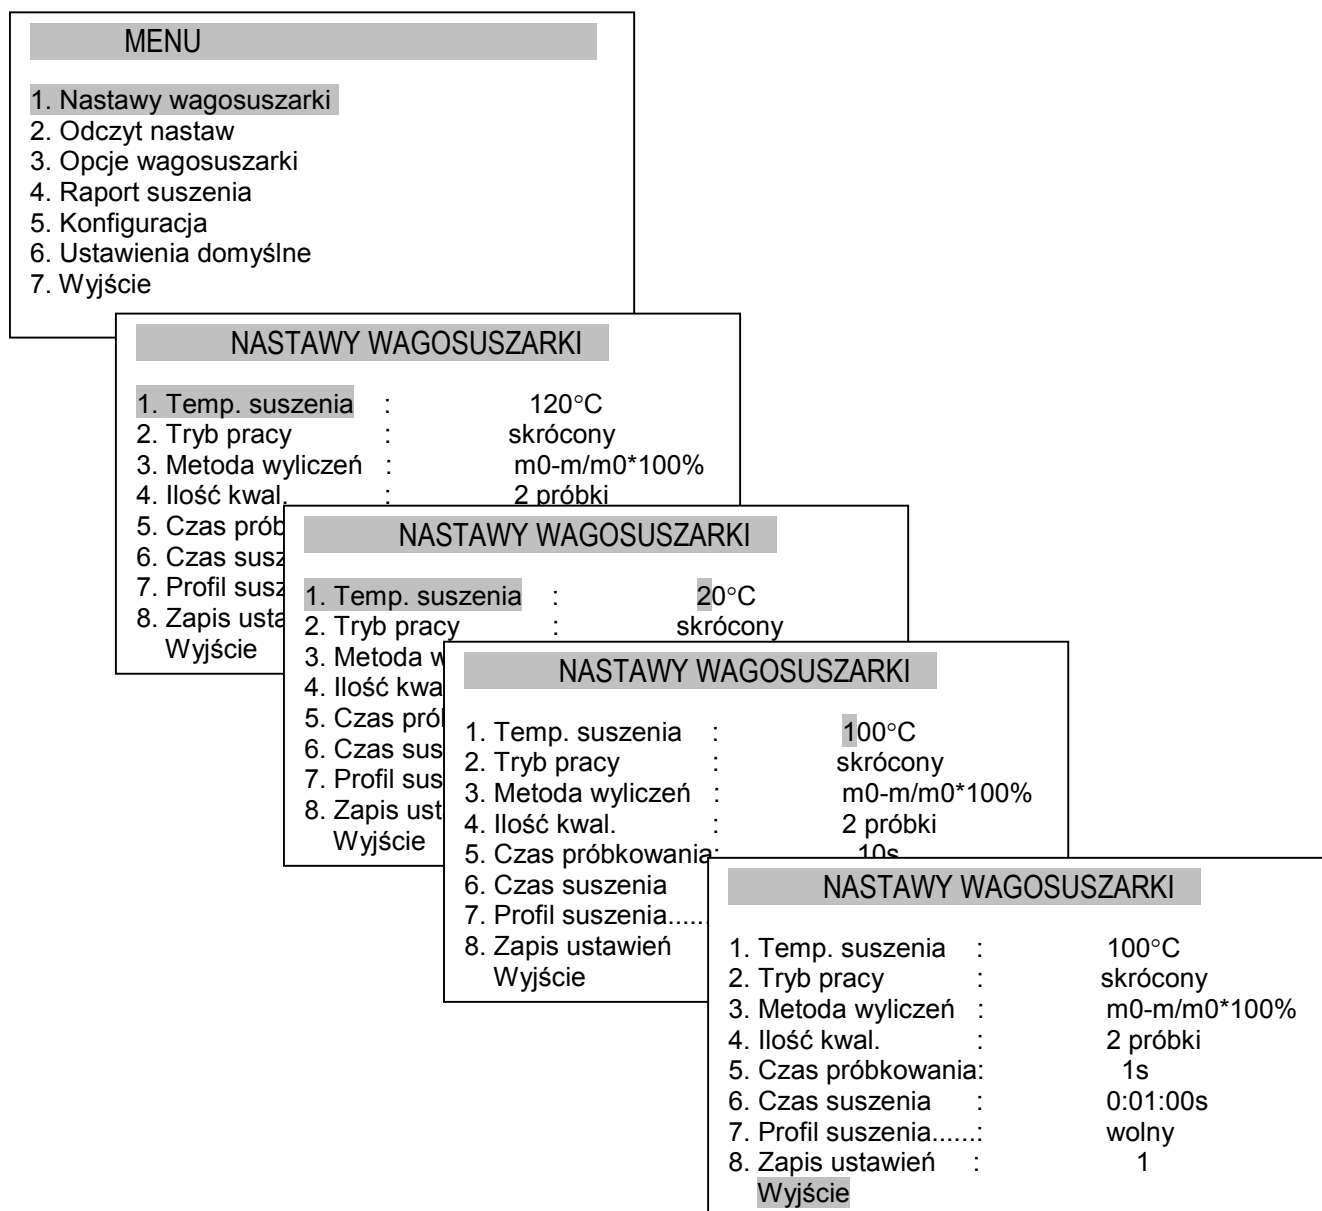 MENU
1. Nastawy wagosuszarki
2. Odczyt nastaw
3. Opcje wagosuszarki
4. Raport suszenia
5. Konfiguracja
6. Ustawienia domyślne
7. Wyjście
NASTAWY WAGOSUSZARKI
1. Temp. suszenia : 120°C
2. Tryb pracy : skrócony
3. Metoda wyliczeń : m0-m/m0*100%
4. Ilość kwal. : 2 próbki
5. Czas prób
6. Czas susz
7. Profil susz
8. Zapis usta
Wyjście
NASTAWY WAGOSUSZARKI
1. Temp. suszenia : 20°C
2. Tryb pracy : skrócony
3. Metoda w
4. Ilość kwa
5. Czas prób
6. Czas sus
7. Profil sus
8. Zapis ust
Wyjście
NASTAWY WAGOSUSZARKI
1. Temp. suszenia : 100°C
2. Tryb pracy : skrócony
3. Metoda wyliczeń : m0-m/m0*100%
4. Ilość kwal. : 2 próbki
5. Czas próbkowania: 10s
6. Czas suszenia
7. Profil suszenia......
8. Zapis ustawień
Wyjście
NASTAWY WAGOSUSZARKI
1. Temp. suszenia : 100°C
2. Tryb pracy : skrócony
3. Metoda wyliczeń : m0-m/m0*100%
4. Ilość kwal. : 2 próbki
5. Czas próbkowania: 1s
6. Czas suszenia : 0:01:00s
7. Profil suszenia......: wolny
8. Zapis ustawień : 1
Wyjście